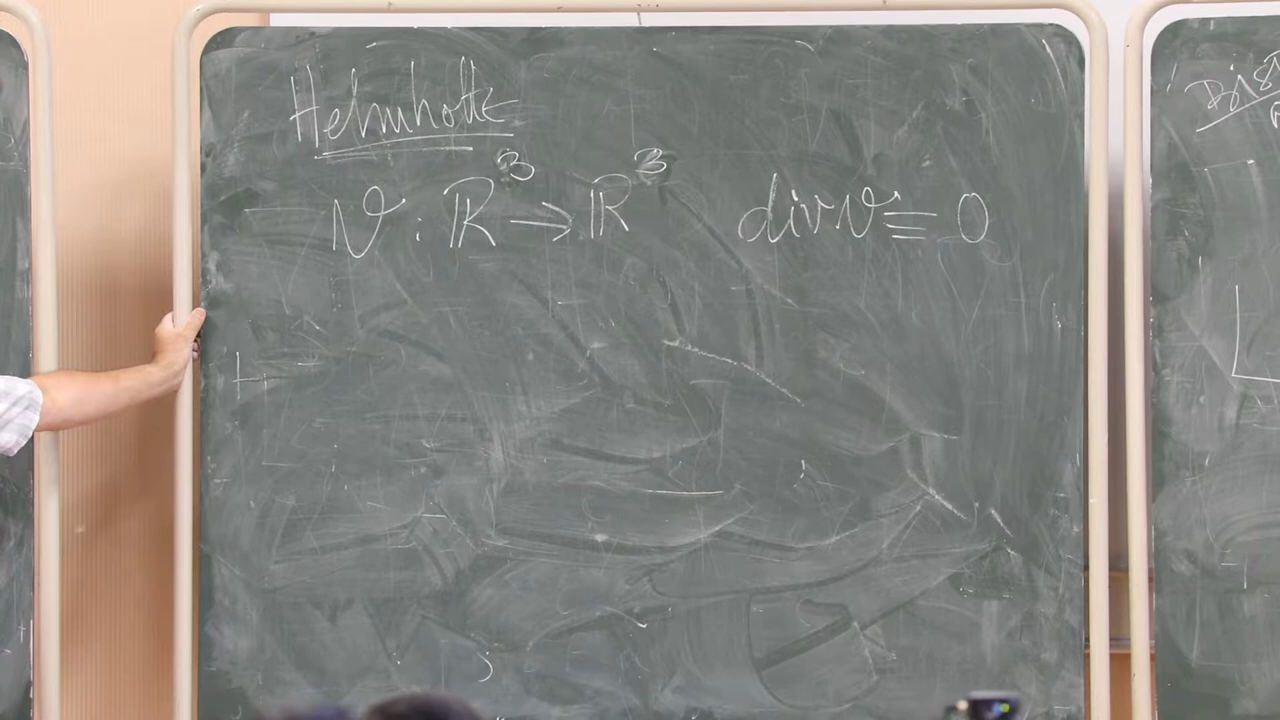 Helmholtz
v : ℝ³ → ℝ³ div v ≡ 0